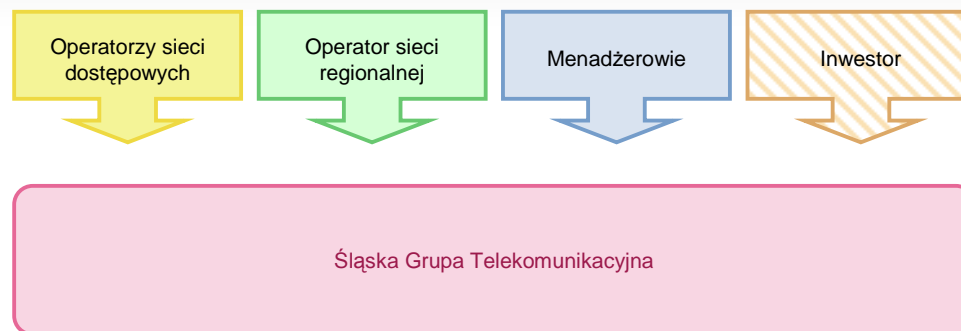 Operatorzy sieci
dostępowych
Operator sieci
regionalnej
Menadżerowie
Inwestor
Śląska Grupa Telekomunikacyjna